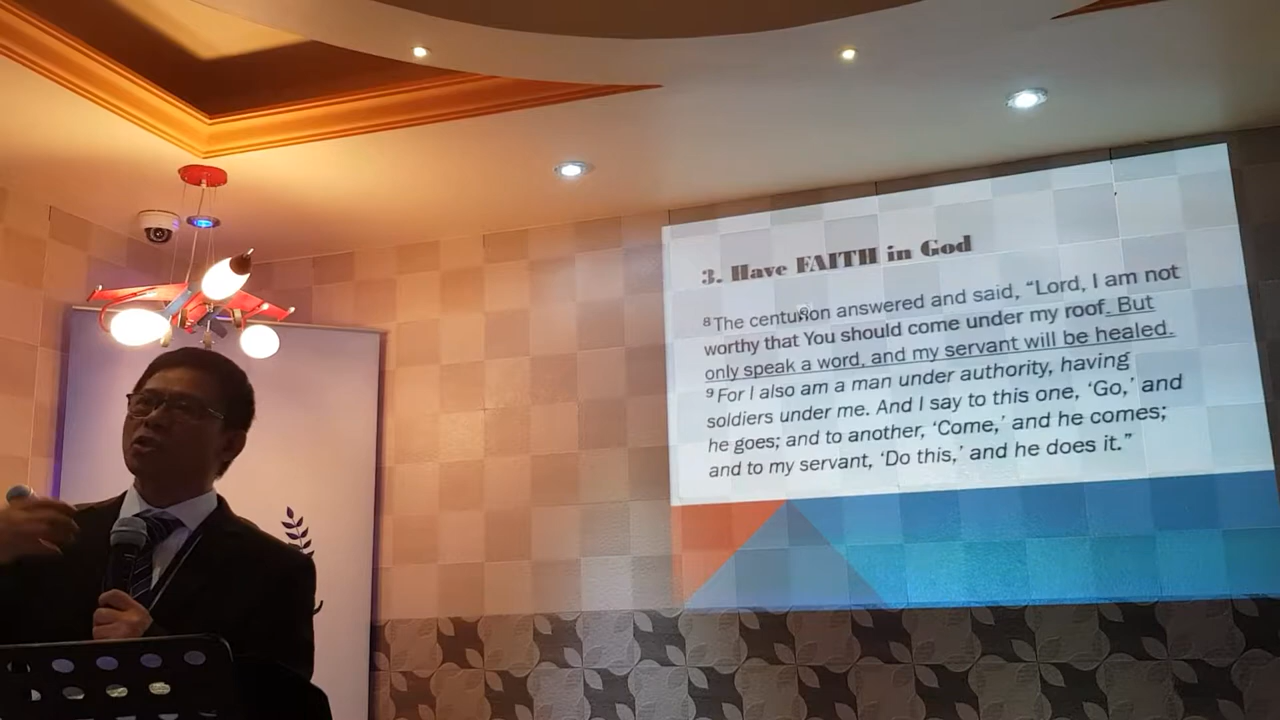 3. Have FAITH in God
8 The centurion answered and said, “Lord, I am not
worthy that You should come under my roof. But
only speak a word, and my servant will be healed.
9 For I also am a man under authority, having
soldiers under me. And I say to this one, ‘Go,’ and
he goes; and to another, ‘Come,’ and he comes;
and to my servant, ‘Do this,’ and he does it.”